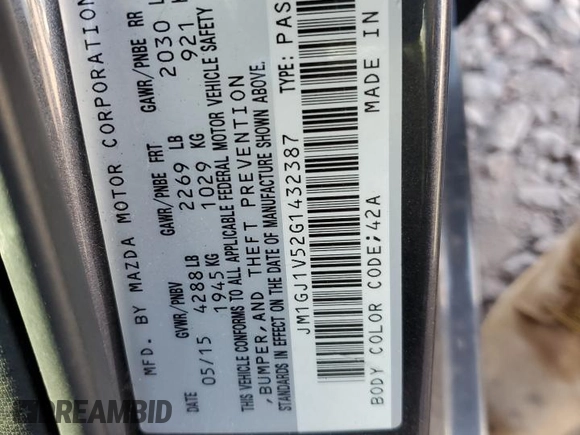 MFD. BY MAZDA MOTOR CORPORATION
DATE GVWR/PNBV GAWR/PNBE FRT GAWR/PNBE RR
05/15 4288 LB 2269 LB 2030 L
1945 KG 1029 KG 921
THIS VEHICLE CONFORMS TO ALL APPLICABLE FEDERAL MOTOR VEHICLE SAFETY
, BUMPER, AND THEFT PREVENTION
STANDARDS IN EFFECT ON THE DATE OF MANUFACTURE SHOWN ABOVE.
JM1GJ1V52G1432387 TYPE: PAS
BODY COLOR CODE: 42A MADE IN
DREAMBID